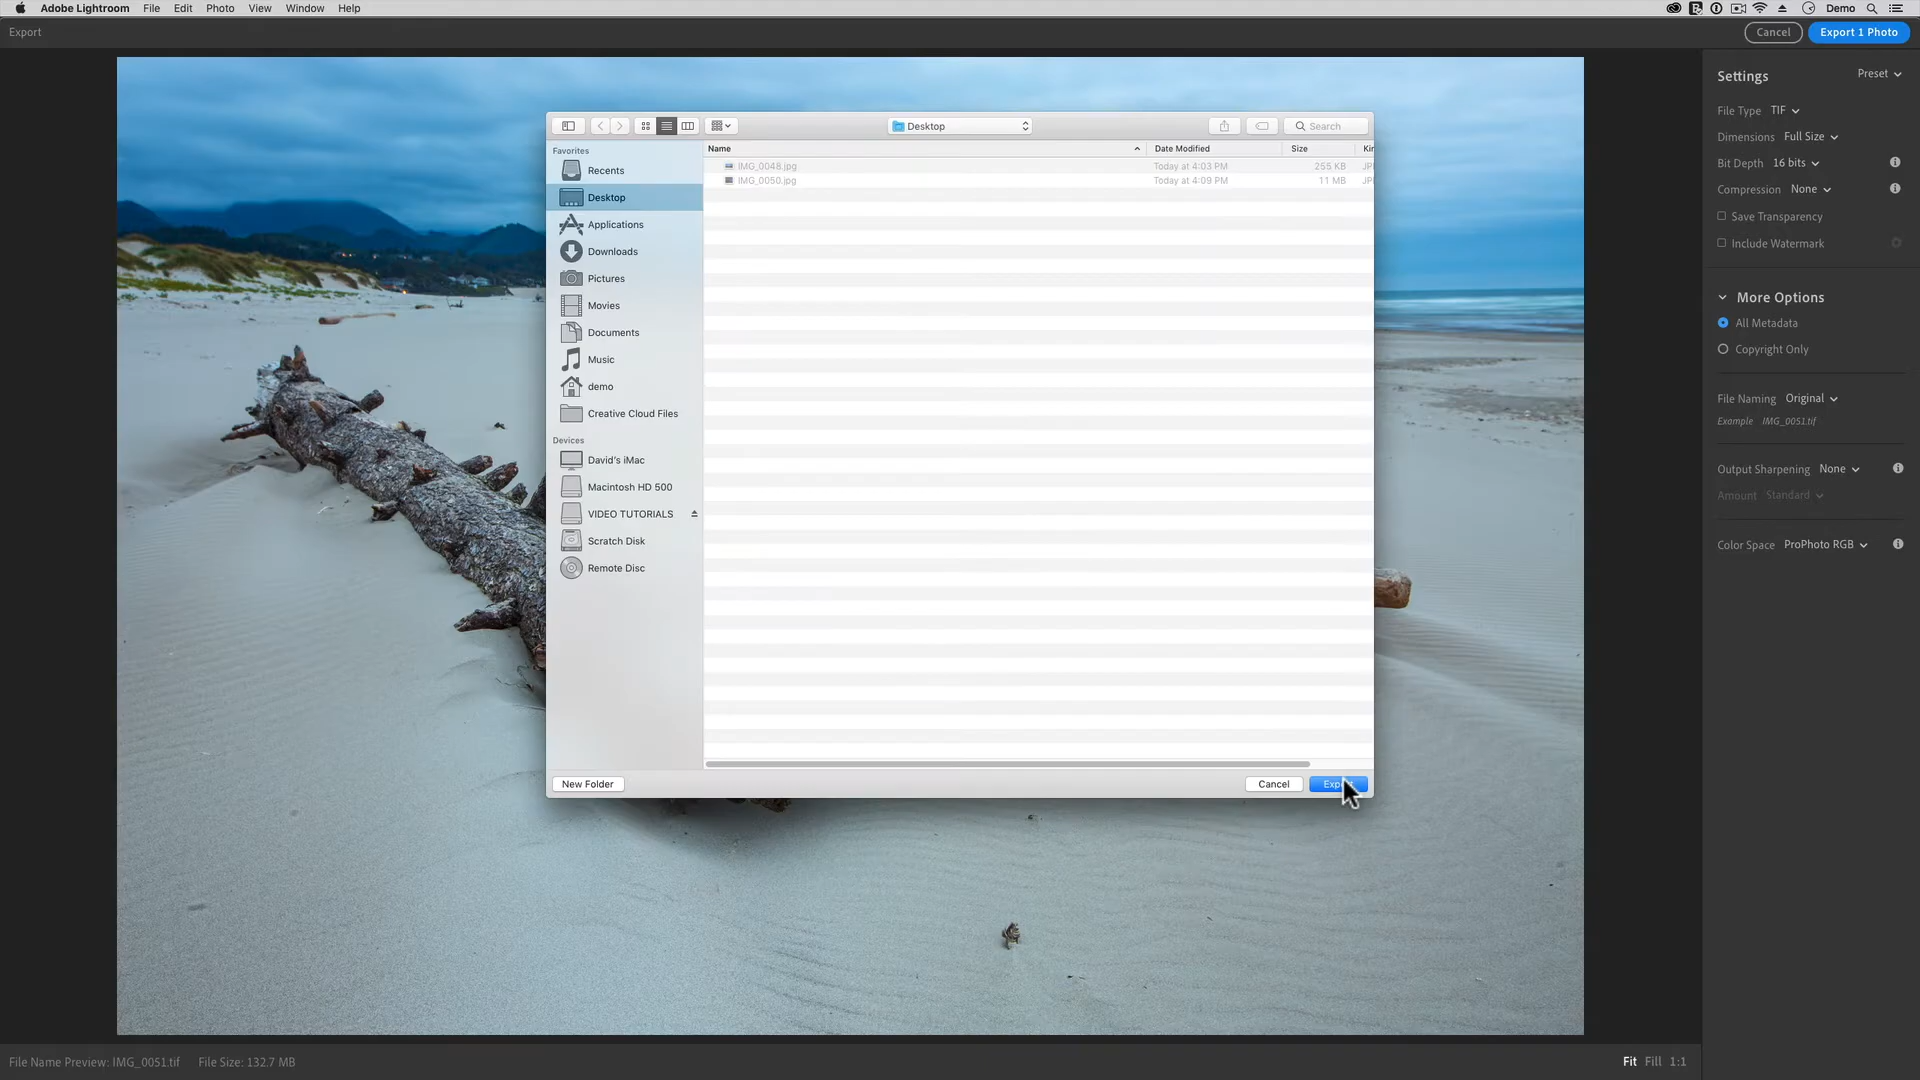 Adobe Lightroom File Edit Photo View Window Help Demo
Export Cancel Export 1 Photo
Settings Preset
File Type TIF
Dimensions Full Size
Bit Depth 16 bits
Compression None
Save Transparency
Include Watermark
More Options
All Metadata
Copyright Only
File Naming Original
Example IMG_0051.tif
Output Sharpening None
Amount Standard
Color Space ProPhoto RGB
Desktop
Search
Favorites
Recents
Desktop
Applications
Downloads
Pictures
Movies
Documents
Music
demo
Creative Cloud Files
Devices
David's iMac
Macintosh HD 500
VIDEO TUTORIALS
Scratch Disk
Remote Disc
Name Date Modified Size
IMG_0048.jpg Today at 4:03 PM 255 KB
IMG_0050.jpg Today at 4:09 PM 11 MB
New Folder Cancel
File Name Preview: IMG_0051.tif File Size: 132.7 MB Fit Fill 1:1